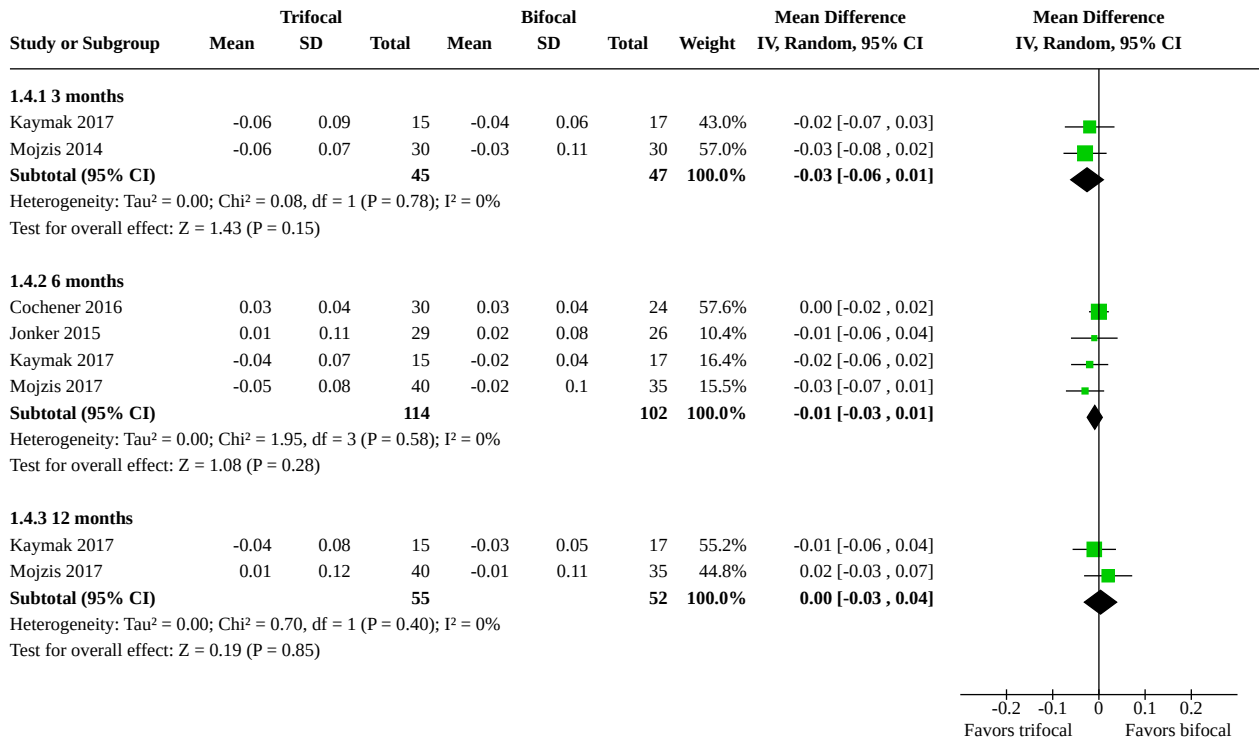 Trifocal Bifocal Mean Difference Mean Difference
Study or Subgroup Mean SD Total Mean SD Total Weight IV, Random, 95% CI IV, Random, 95% CI
1.4.1 3 months
Kaymak 2017 -0.06 0.09 15 -0.04 0.06 17 43.0% -0.02 [-0.07 , 0.03]
Mojzis 2014 -0.06 0.07 30 -0.03 0.11 30 57.0% -0.03 [-0.08 , 0.02]
Subtotal (95% CI) 45 47 100.0% -0.03 [-0.06 , 0.01]
Heterogeneity: Tau² = 0.00; Chi² = 0.08, df = 1 (P = 0.78); I² = 0%
Test for overall effect: Z = 1.43 (P = 0.15)
1.4.2 6 months
Cochener 2016 0.03 0.04 30 0.03 0.04 24 57.6% 0.00 [-0.02 , 0.02]
Jonker 2015 0.01 0.11 29 0.02 0.08 26 10.4% -0.01 [-0.06 , 0.04]
Kaymak 2017 -0.04 0.07 15 -0.02 0.04 17 16.4% -0.02 [-0.06 , 0.02]
Mojzis 2017 -0.05 0.08 40 -0.02 0.1 35 15.5% -0.03 [-0.07 , 0.01]
Subtotal (95% CI) 114 102 100.0% -0.01 [-0.03 , 0.01]
Heterogeneity: Tau² = 0.00; Chi² = 1.95, df = 3 (P = 0.58); I² = 0%
Test for overall effect: Z = 1.08 (P = 0.28)
1.4.3 12 months
Kaymak 2017 -0.04 0.08 15 -0.03 0.05 17 55.2% -0.01 [-0.06 , 0.04]
Mojzis 2017 0.01 0.12 40 -0.01 0.11 35 44.8% 0.02 [-0.03 , 0.07]
Subtotal (95% CI) 55 52 100.0% 0.00 [-0.03 , 0.04]
Heterogeneity: Tau² = 0.00; Chi² = 0.70, df = 1 (P = 0.40); I² = 0%
Test for overall effect: Z = 0.19 (P = 0.85)
-0.2 -0.1 0 0.1 0.2
Favors trifocal Favors bifocal